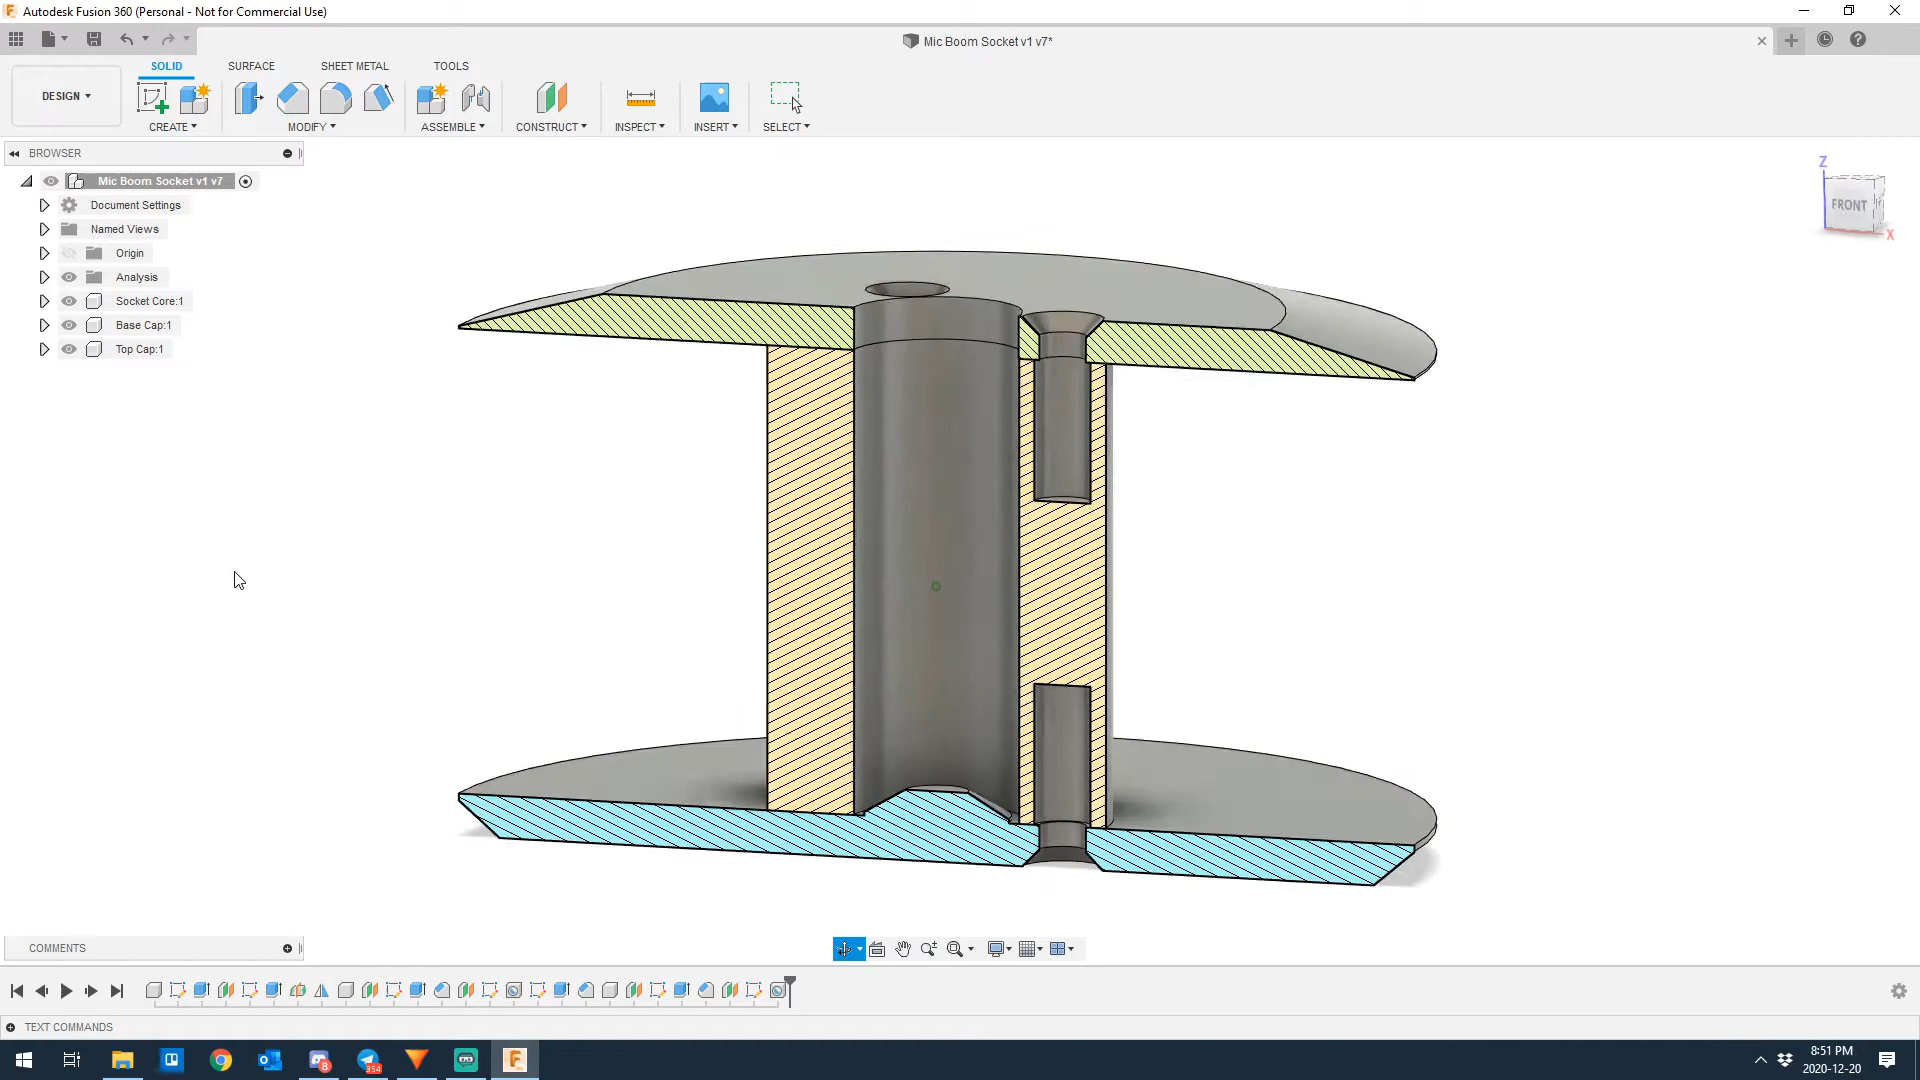 Autodesk Fusion 360 (Personal - Not for Commercial Use)
Mic Boom Socket v1 v7*
SOLID SURFACE SHEET METAL TOOLS
DESIGN
CREATE MODIFY ASSEMBLE CONSTRUCT INSPECT INSERT SELECT
BROWSER
Mic Boom Socket v1 v7
Document Settings
Named Views
Origin
Analysis
Socket Core:1
Base Cap:1
Top Cap:1
Z
FRONT
X
COMMENTS
TEXT COMMANDS
8
354
8:51 PM
2020-12-20